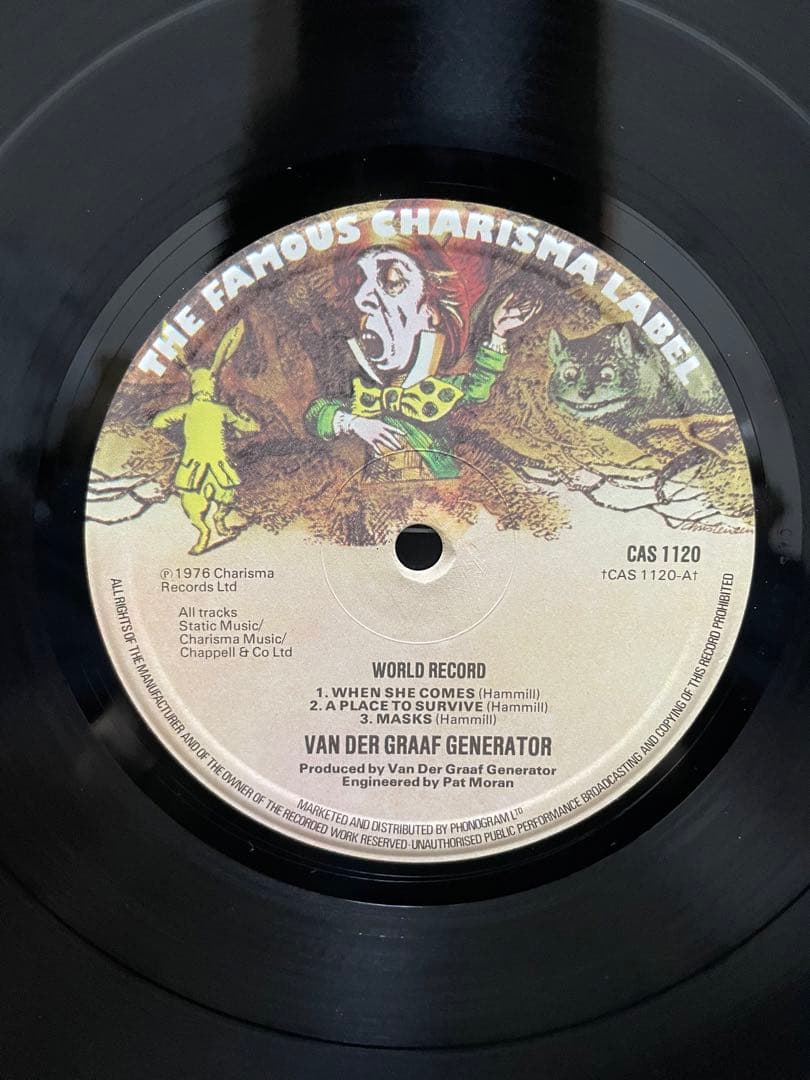 THE FAMOUS CHARISMA LABEL
Christensen
℗ 1976 Charisma
Records Ltd
CAS 1120
†CAS 1120-A†
All tracks
Static Music/
Charisma Music/
Chappell & Co Ltd
WORLD RECORD
1. WHEN SHE COMES (Hammill)
2. A PLACE TO SURVIVE (Hammill)
3. MASKS (Hammill)
VAN DER GRAAF GENERATOR
Produced by Van Der Graaf Generator
Engineered by Pat Moran
MARKETED AND DISTRIBUTED BY PHONOGRAM LTD
ALL RIGHTS OF THE MANUFACTURER AND OF THE OWNER OF THE RECORDED WORK RESERVED·UNAUTHORISED PUBLIC PERFORMANCE BROADCASTING AND COPYING OF THIS RECORD PROHIBITED